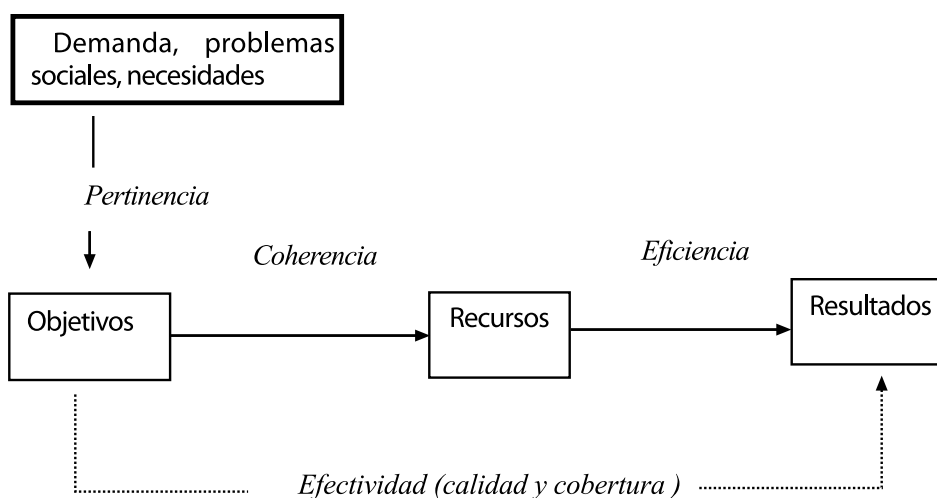 Demanda, problemas
sociales, necesidades
Pertinencia
Coherencia
Eficiencia
Objetivos
Recursos
Resultados
Efectividad (calidad y cobertura )